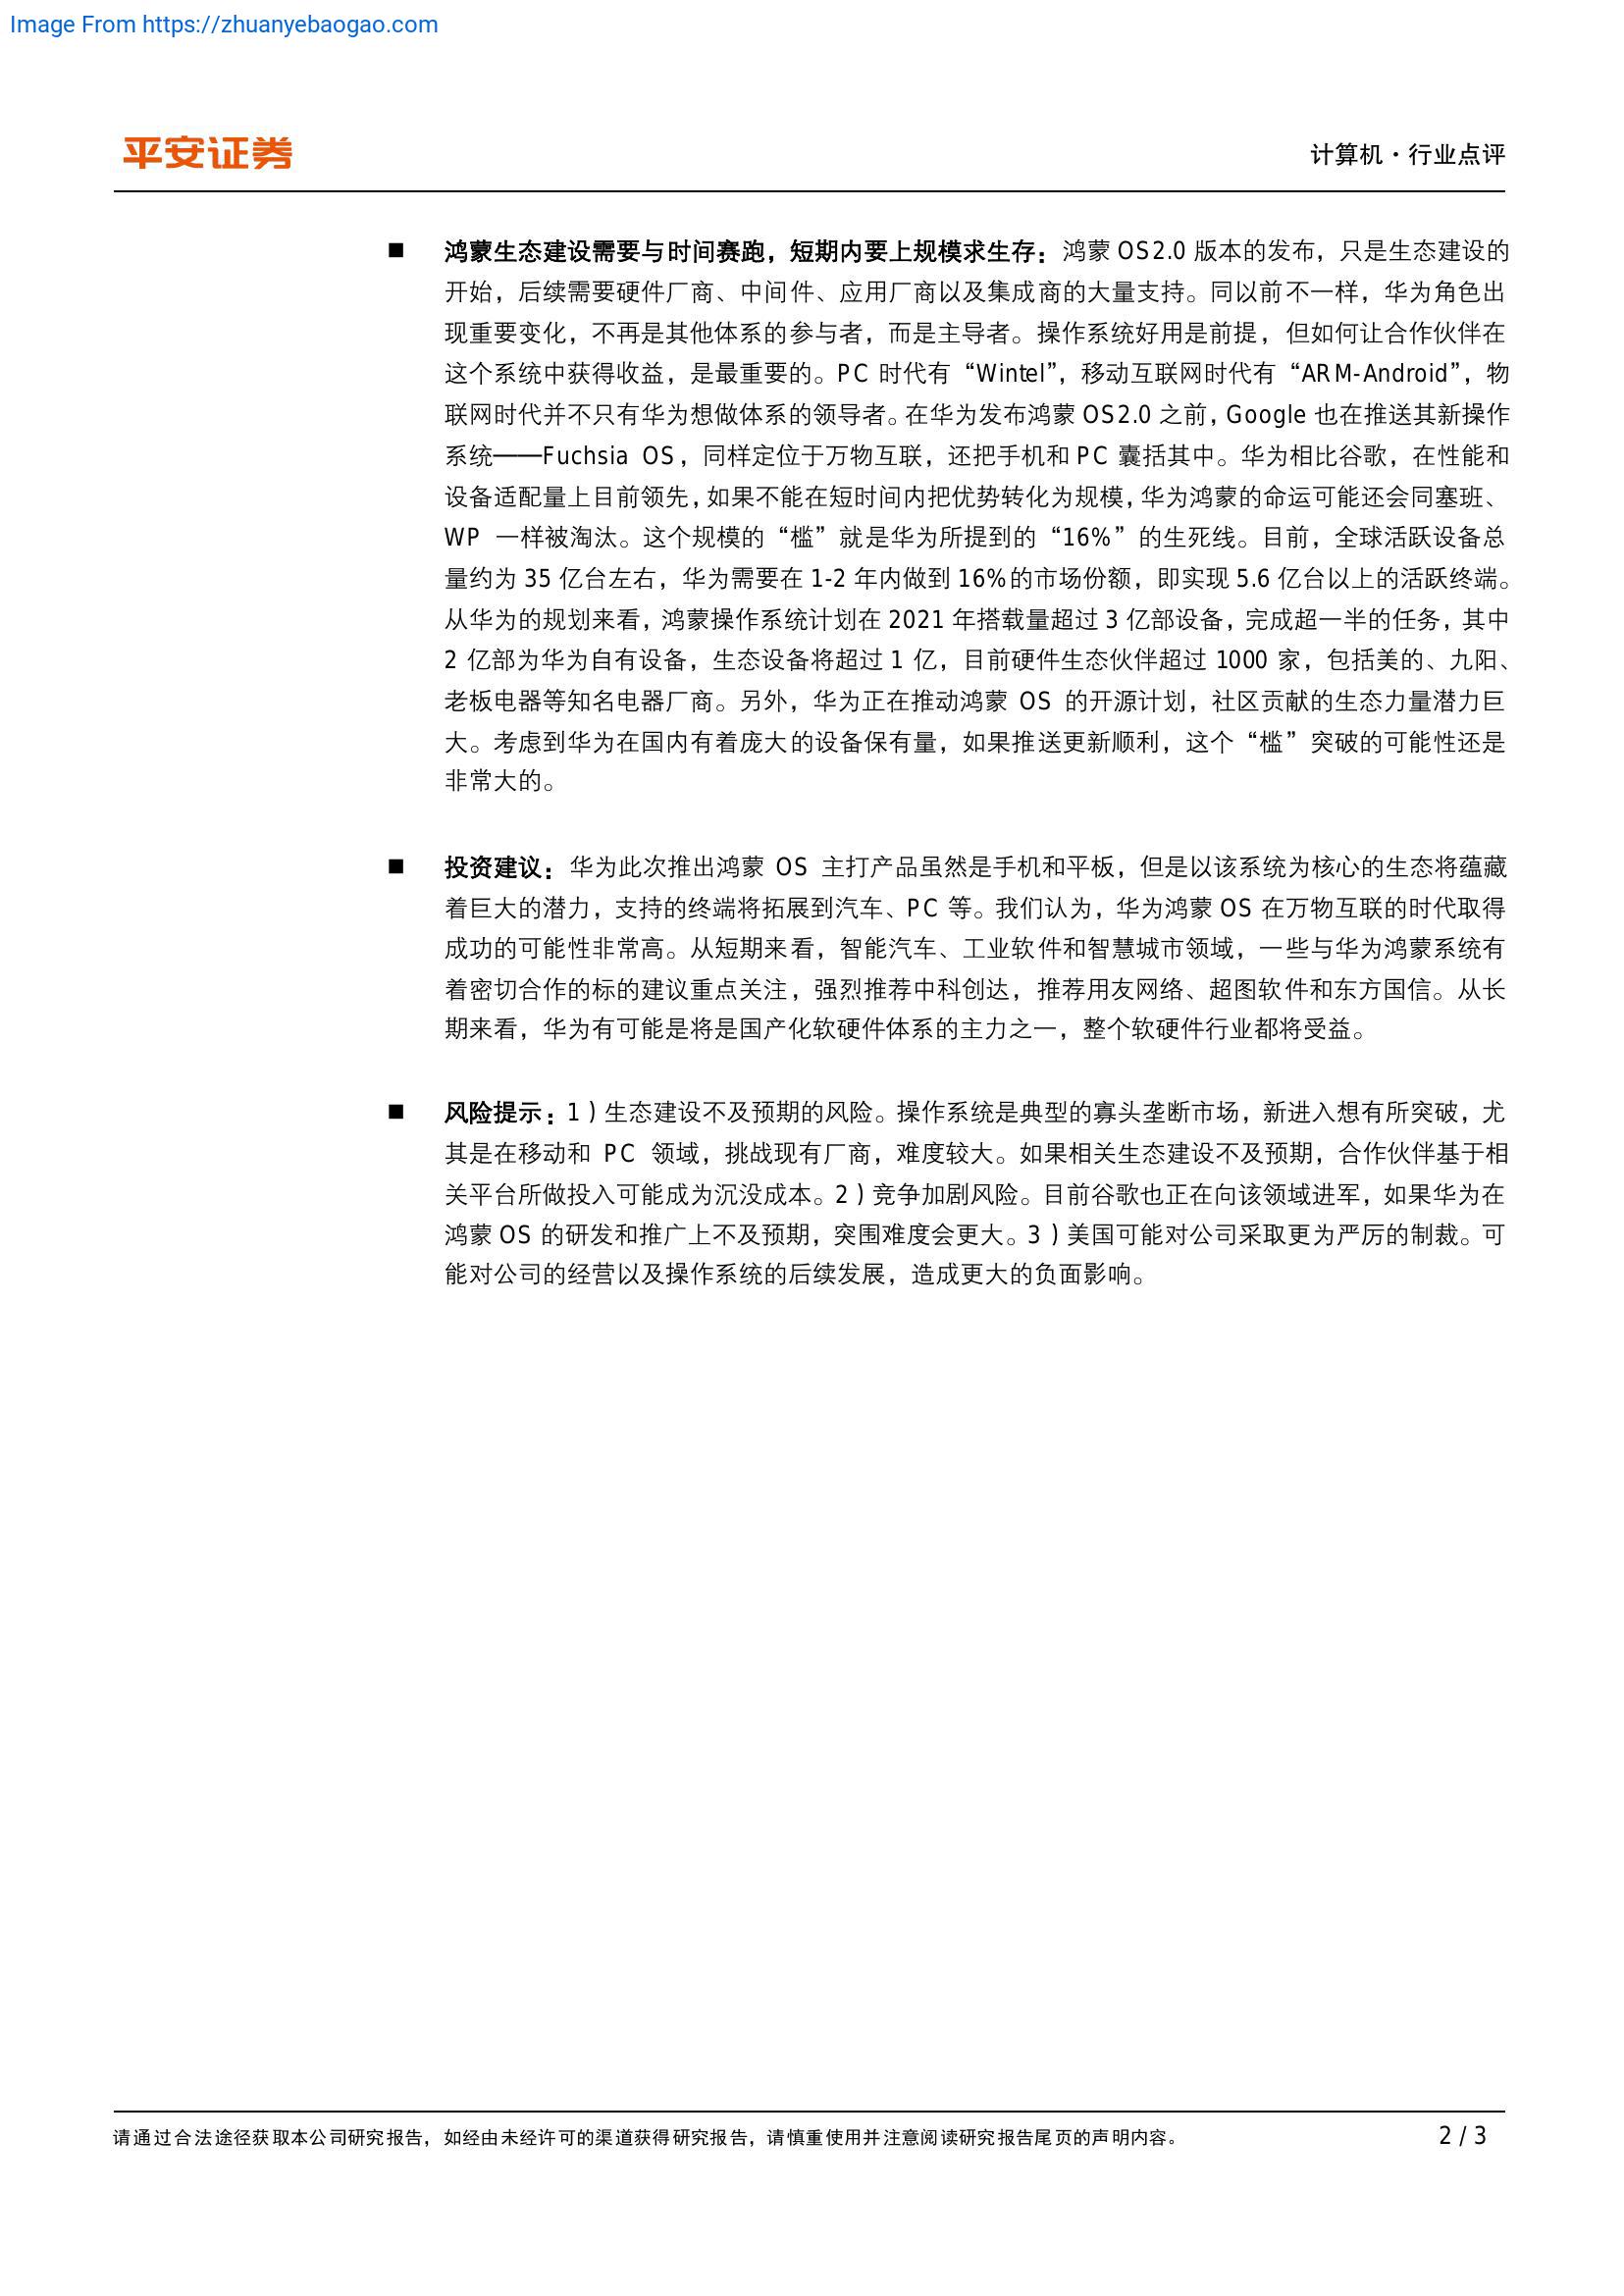 Image From https://zhuanyebaogao.com
平安证券
计算机·行业点评
■ 鸿蒙生态建设需要与时间赛跑，短期内要上规模求生存：鸿蒙 OS2.0 版本的发布，只是生态建设的
开始，后续需要硬件厂商、中间件、应用厂商以及集成商的大量支持。同以前不一样，华为角色出
现重要变化，不再是其他体系的参与者，而是主导者。操作系统好用是前提，但如何让合作伙伴在
这个系统中获得收益，是最重要的。PC 时代有“Wintel”，移动互联网时代有“ARM-Android”，物
联网时代并不只有华为想做体系的领导者。在华为发布鸿蒙 OS2.0 之前，Google 也在推送其新操作
系统——Fuchsia OS，同样定位于万物互联，还把手机和 PC 囊括其中。华为相比谷歌，在性能和
设备适配量上目前领先，如果不能在短时间内把优势转化为规模，华为鸿蒙的命运可能还会同塞班、
WP 一样被淘汰。这个规模的“槛”就是华为所提到的“16%”的生死线。目前，全球活跃设备总
量约为 35 亿台左右，华为需要在 1-2 年内做到 16%的市场份额，即实现 5.6 亿台以上的活跃终端。
从华为的规划来看，鸿蒙操作系统计划在 2021 年搭载量超过 3 亿部设备，完成超一半的任务，其中
2 亿部为华为自有设备，生态设备将超过 1 亿，目前硬件生态伙伴超过 1000 家，包括美的、九阳、
老板电器等知名电器厂商。另外，华为正在推动鸿蒙 OS 的开源计划，社区贡献的生态力量潜力巨
大。考虑到华为在国内有着庞大的设备保有量，如果推送更新顺利，这个“槛”突破的可能性还是
非常大的。
■ 投资建议：华为此次推出鸿蒙 OS 主打产品虽然是手机和平板，但是以该系统为核心的生态将蕴藏
着巨大的潜力，支持的终端将拓展到汽车、PC 等。我们认为，华为鸿蒙 OS 在万物互联的时代取得
成功的可能性非常高。从短期来看，智能汽车、工业软件和智慧城市领域，一些与华为鸿蒙系统有
着密切合作的标的建议重点关注，强烈推荐中科创达，推荐用友网络、超图软件和东方国信。从长
期来看，华为有可能是将是国产化软硬件体系的主力之一，整个软硬件行业都将受益。
■ 风险提示：1）生态建设不及预期的风险。操作系统是典型的寡头垄断市场，新进入想有所突破，尤
其是在移动和 PC 领域，挑战现有厂商，难度较大。如果相关生态建设不及预期，合作伙伴基于相
关平台所做投入可能成为沉没成本。2）竞争加剧风险。目前谷歌也正在向该领域进军，如果华为在
鸿蒙 OS 的研发和推广上不及预期，突围难度会更大。3）美国可能对公司采取更为严厉的制裁。可
能对公司的经营以及操作系统的后续发展，造成更大的负面影响。
请通过合法途径获取本公司研究报告，如经由未经许可的渠道获得研究报告，请慎重使用并注意阅读研究报告尾页的声明内容。
2 / 3